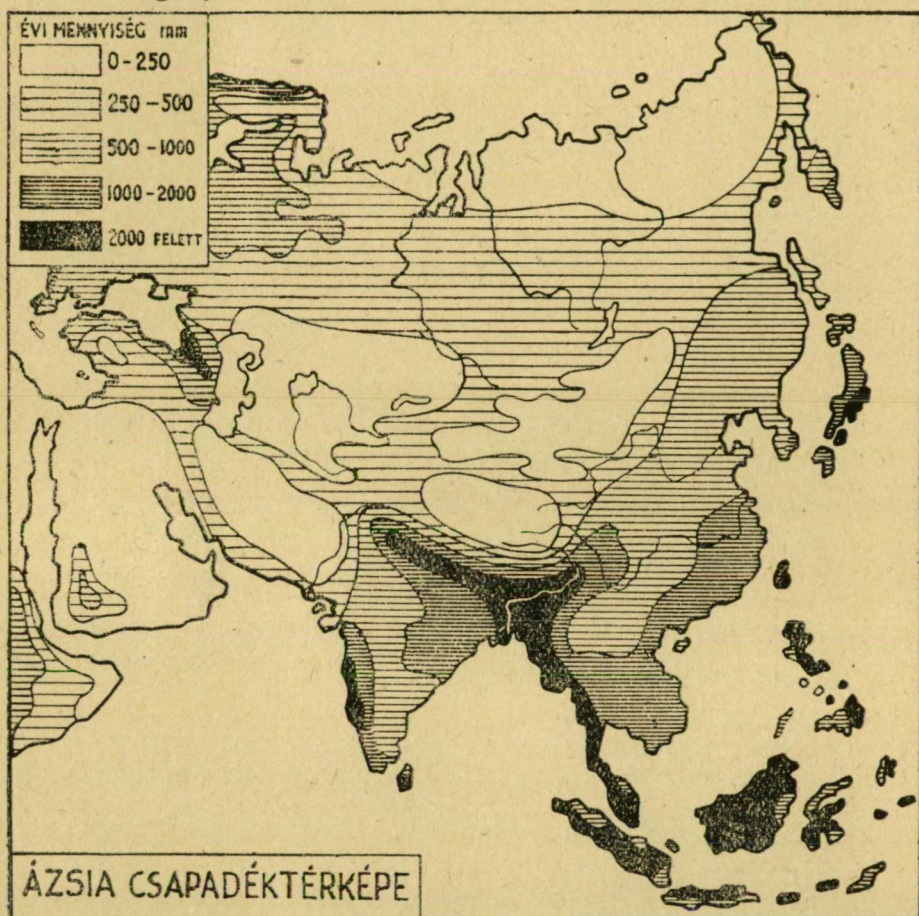 ÉVI MENNYISÉG mm
0-250
250-500
500-1000
1000-2000
2000 FELETT
ÁZSIA CSAPADÉKTÉRKÉPE